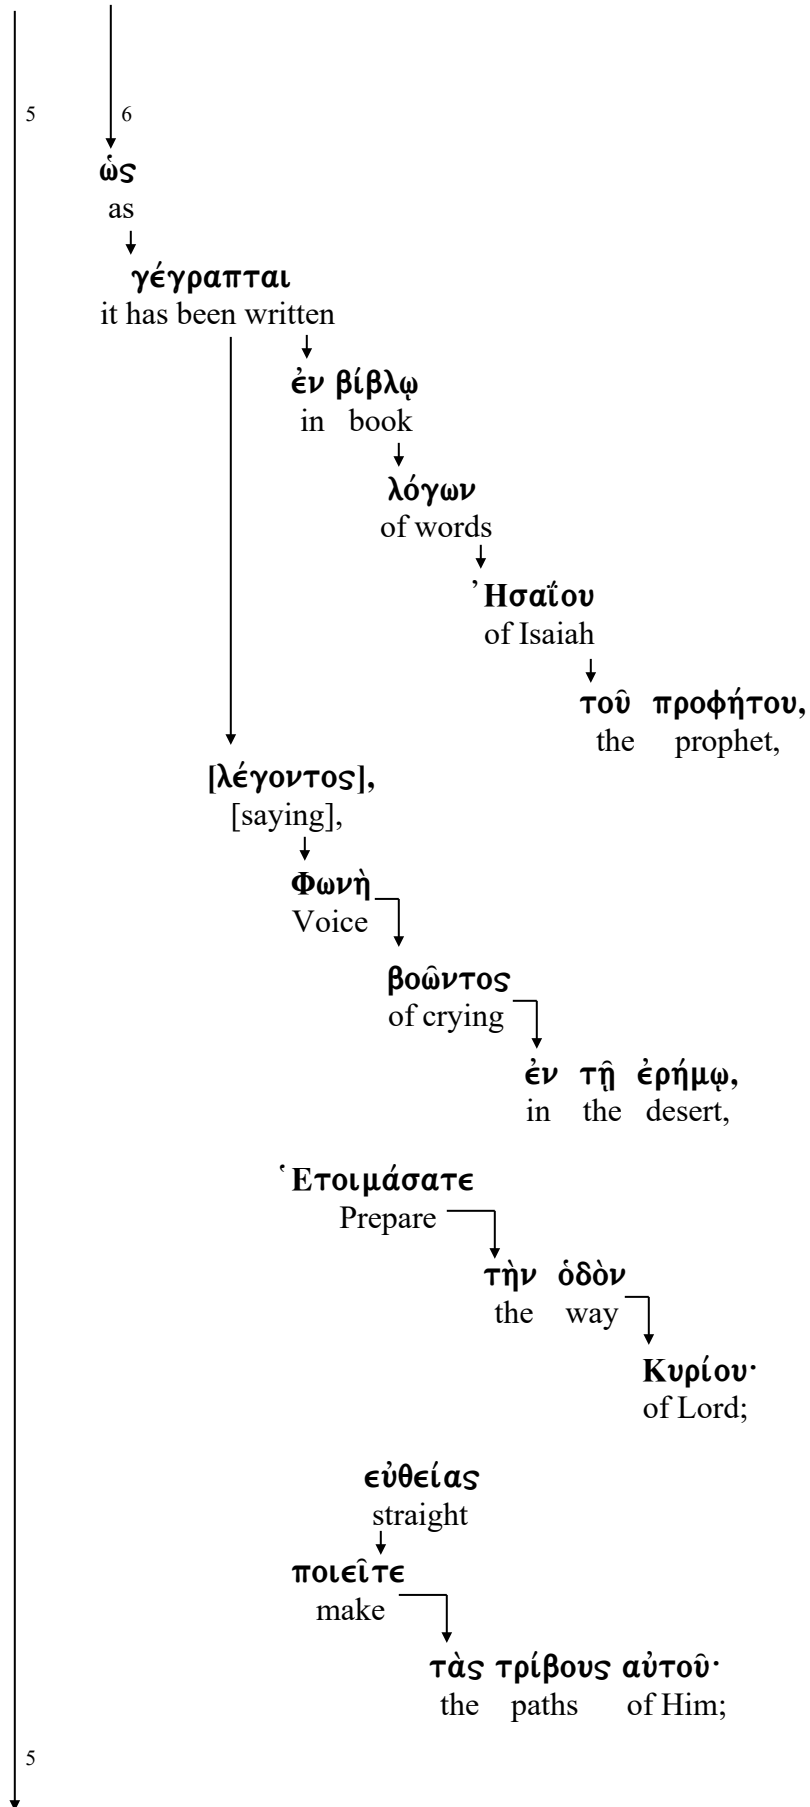 5 6
ὡς
as
γέγραπται
it has been written
ἐν βίβλῳ
in book
λόγων
of words
Ἠσαΐου
of Isaiah
τοῦ προφήτου,
the prophet,
[λέγοντος],
[saying],
Φωνὴ
Voice
βοῶντος
of crying
ἐν τῇ ἐρήμῳ,
in the desert,
Ἑτοιμάσατε
Prepare
τὴν ὁδὸν
the way
Κυρίου·
of Lord;
εὐθείας
straight
ποιεῖτε
make
τὰς τρίβους αὐτοῦ·
the paths of Him;
5